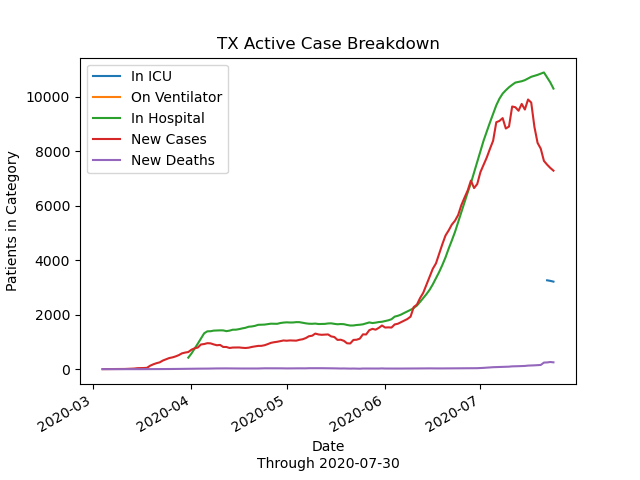 TX Active Case Breakdown
In ICU
On Ventilator
In Hospital
New Cases
New Deaths
Patients in Category
10000
8000
6000
4000
2000
0
2020-03
2020-04
2020-05
2020-06
2020-07
Date
Through 2020-07-30